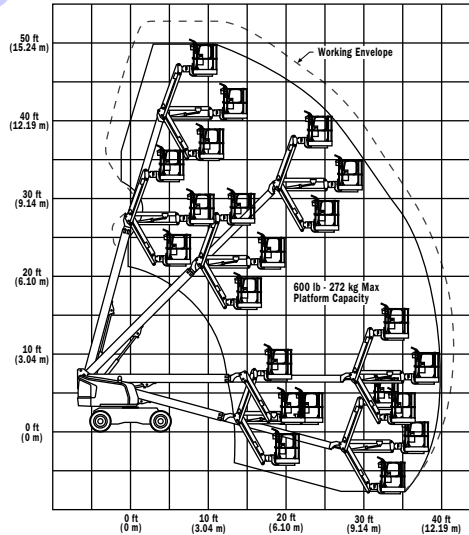 50 ft
(15.24 m)
Working Envelope
40 ft
(12.19 m)
30 ft
(9.14 m)
20 ft
(6.10 m)
600 lb - 272 kg Max
Platform Capacity
10 ft
(3.04 m)
0 ft
(0 m)
0 ft
(0 m)
10 ft
(3.04 m)
20 ft
(6.10 m)
30 ft
(9.14 m)
40 ft
(12.19 m)